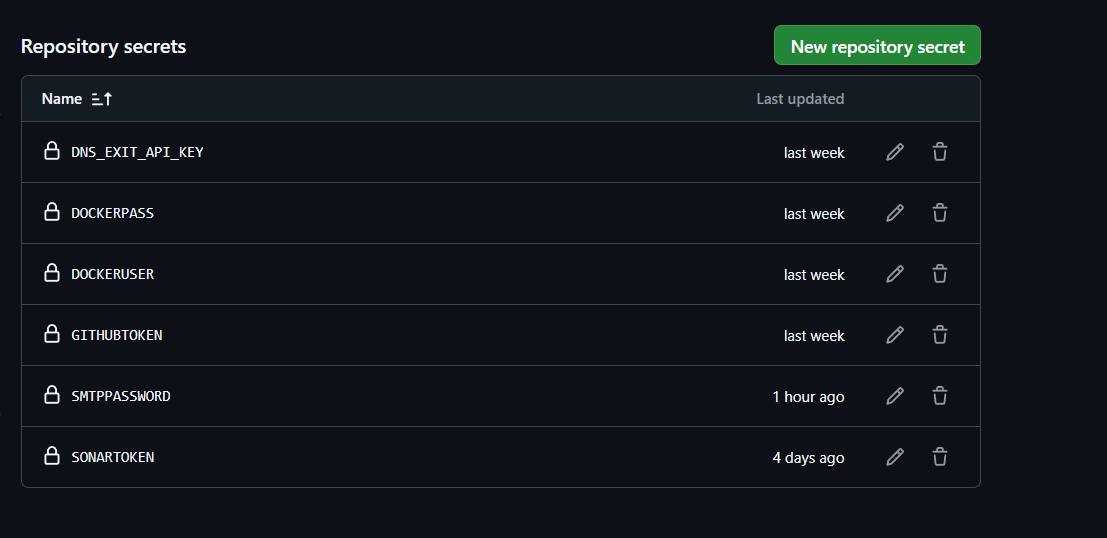 Repository secrets
New repository secret
Name
Last updated
DNS_EXIT_API_KEY
last week
DOCKERPASS
last week
DOCKERUSER
last week
GITHUBTOKEN
last week
SMTPPASSWORD
1 hour ago
SONARTOKEN
4 days ago